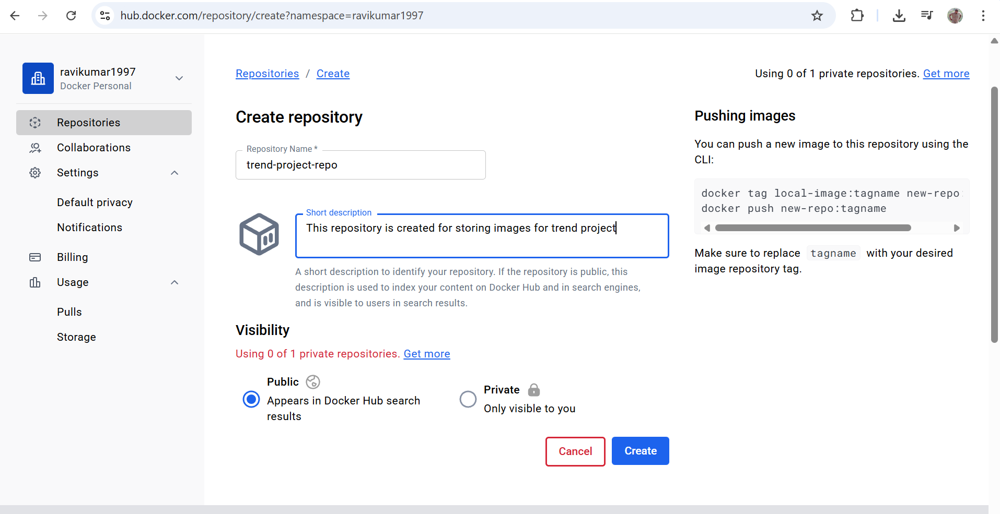 hub.docker.com/repository/create?namespace=ravikumar1997
ravikumar1997
Docker Personal
Repositories
Collaborations
Settings
Default privacy
Notifications
Billing
Usage
Pulls
Storage
Repositories / Create
Using 0 of 1 private repositories. Get more
Create repository
Repository Name *
trend-project-repo
Short description
This repository is created for storing images for trend project
A short description to identify your repository. If the repository is public, this
description is used to index your content on Docker Hub and in search engines,
and is visible to users in search results.
Visibility
Using 0 of 1 private repositories. Get more
Public
Appears in Docker Hub search
results
Private
Only visible to you
Cancel
Create
Pushing images
You can push a new image to this repository using the
CLI:
docker tag local-image:tagname new-repo:
docker push new-repo:tagname
Make sure to replace tagname with your desired
image repository tag.